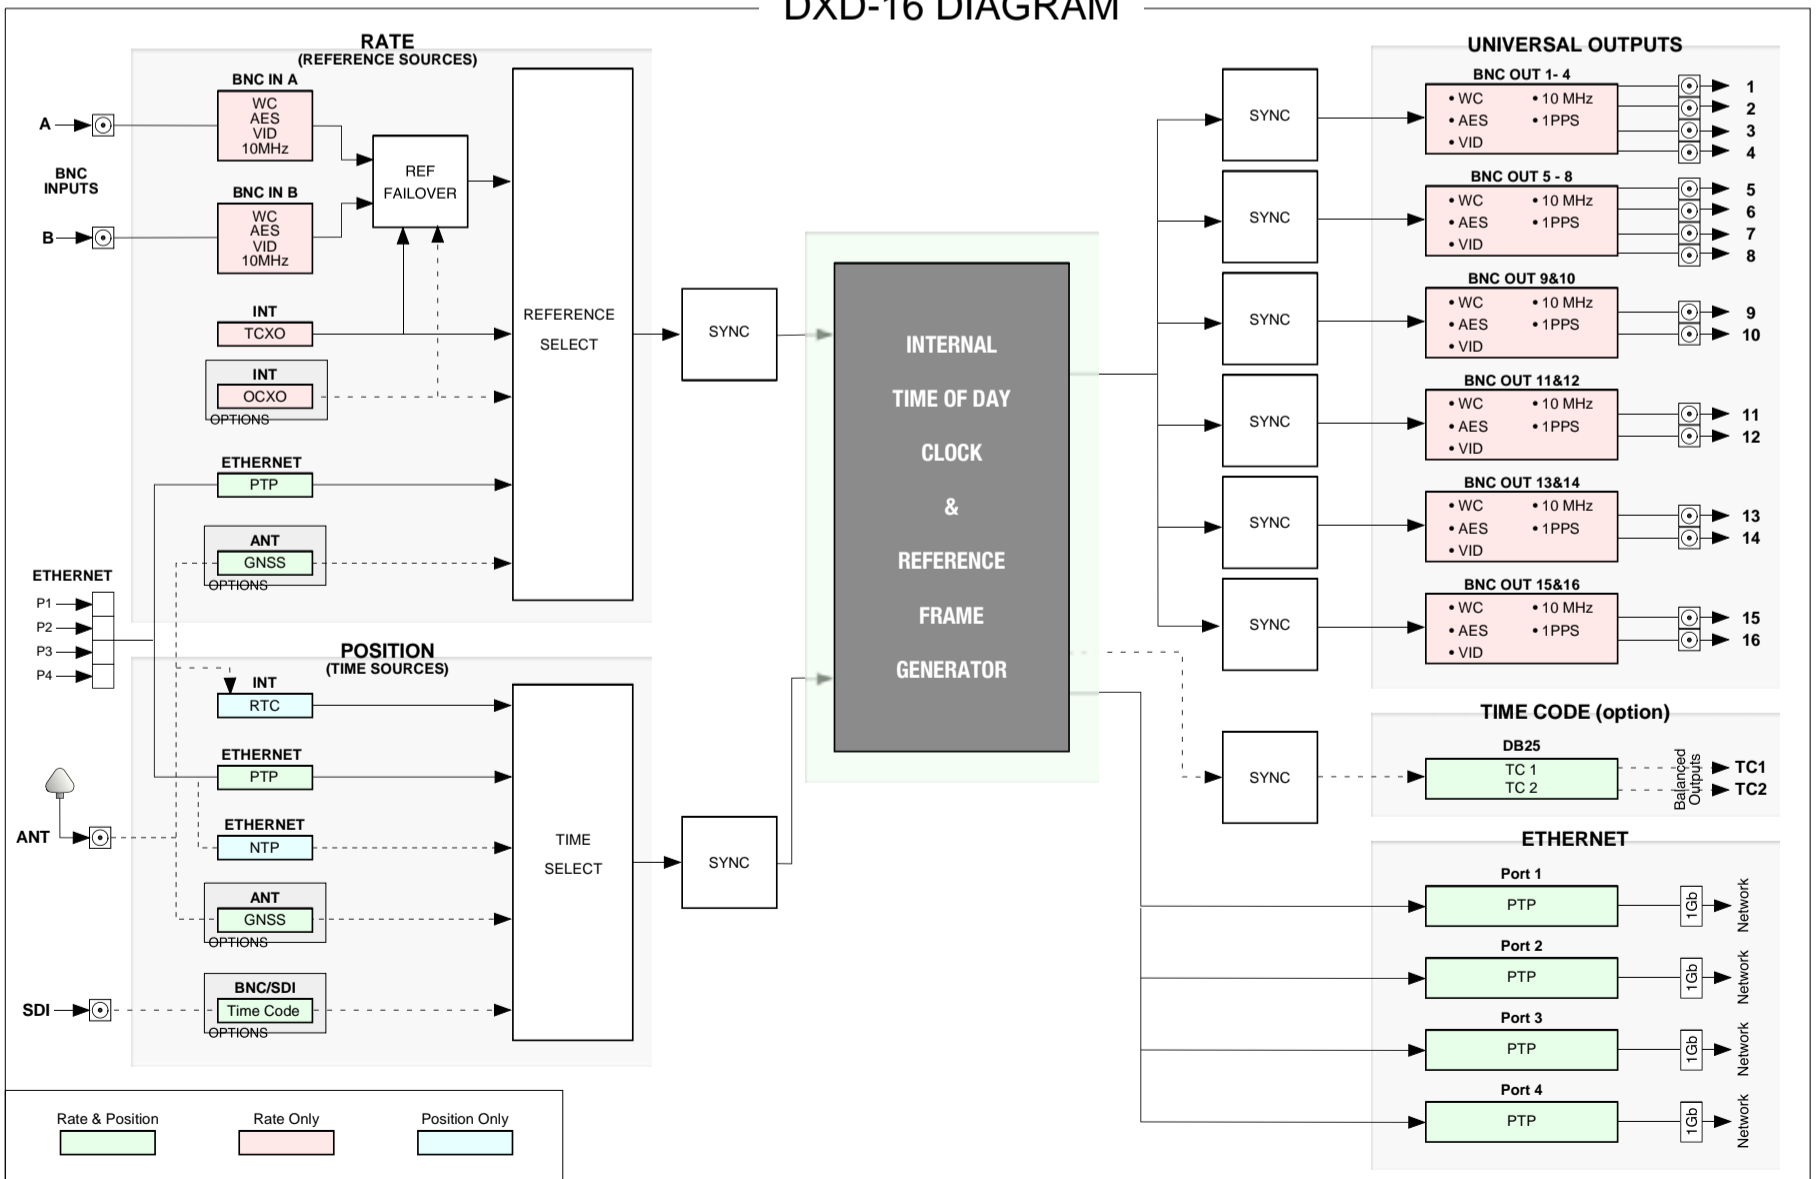 DXD-16 DIAGRAM
RATE
(REFERENCE SOURCES)
BNC IN A
WC
AES
VID
10MHz
A
BNC
INPUTS
REF
FAILOVER
BNC IN B
WC
AES
VID
10MHz
B
INT
TCXO
INT
OCXO
OPTIONS
ETHERNET
PTP
ANT
GNSS
OPTIONS
REFERENCE
SELECT
SYNC
ETHERNET
P1
P2
P3
P4
POSITION
(TIME SOURCES)
INT
RTC
ETHERNET
PTP
ETHERNET
NTP
ANT
ANT
GNSS
OPTIONS
SDI
BNC/SDI
Time Code
OPTIONS
TIME
SELECT
SYNC
INTERNAL
TIME OF DAY
CLOCK
&
REFERENCE
FRAME
GENERATOR
SYNC
SYNC
SYNC
SYNC
SYNC
SYNC
SYNC
UNIVERSAL OUTPUTS
BNC OUT 1- 4
• WC • 10 MHz
• AES • 1PPS
• VID
1
2
3
4
BNC OUT 5 - 8
• WC • 10 MHz
• AES • 1PPS
• VID
5
6
7
8
BNC OUT 9&10
• WC • 10 MHz
• AES • 1PPS
• VID
9
10
BNC OUT 11&12
• WC • 10 MHz
• AES • 1PPS
• VID
11
12
BNC OUT 13&14
• WC • 10 MHz
• AES • 1PPS
• VID
13
14
BNC OUT 15&16
• WC • 10 MHz
• AES • 1PPS
• VID
15
16
TIME CODE (option)
DB25
TC 1
TC 2
Balanced
Outputs
TC1
TC2
ETHERNET
Port 1
PTP
1Gb
Network
Port 2
PTP
1Gb
Network
Port 3
PTP
1Gb
Network
Port 4
PTP
1Gb
Network
Rate & Position
Rate Only
Position Only